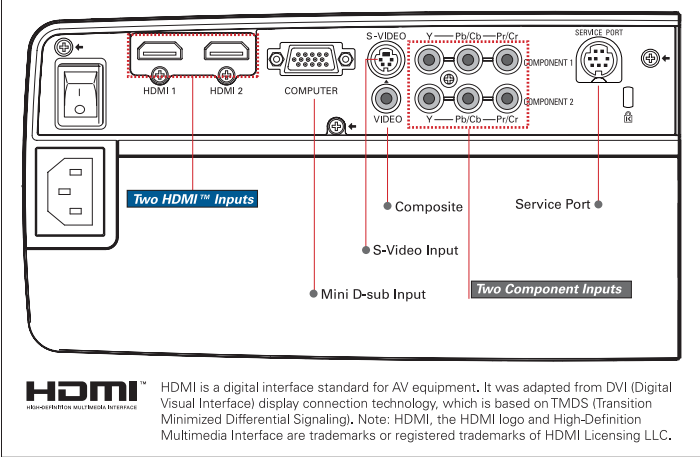 S-VIDEO Y Pb/Cb Pr/Cr SERVICE PORT
COMPONENT 1
HDMI 1 HDMI 2 COMPUTER
COMPONENT 2
VIDEO Y Pb/Cb Pr/Cr
K
Two HDMI™ Inputs
Composite
Service Port
S-Video Input
Mini D-sub Input
Two Component Inputs
HDMI™
HIGH-DEFINITION MULTIMEDIA INTERFACE
HDMI is a digital interface standard for AV equipment. It was adapted from DVI (Digital
Visual Interface) display connection technology, which is based on TMDS (Transition
Minimized Differential Signaling). Note: HDMI, the HDMI logo and High-Definition
Multimedia Interface are trademarks or registered trademarks of HDMI Licensing LLC.